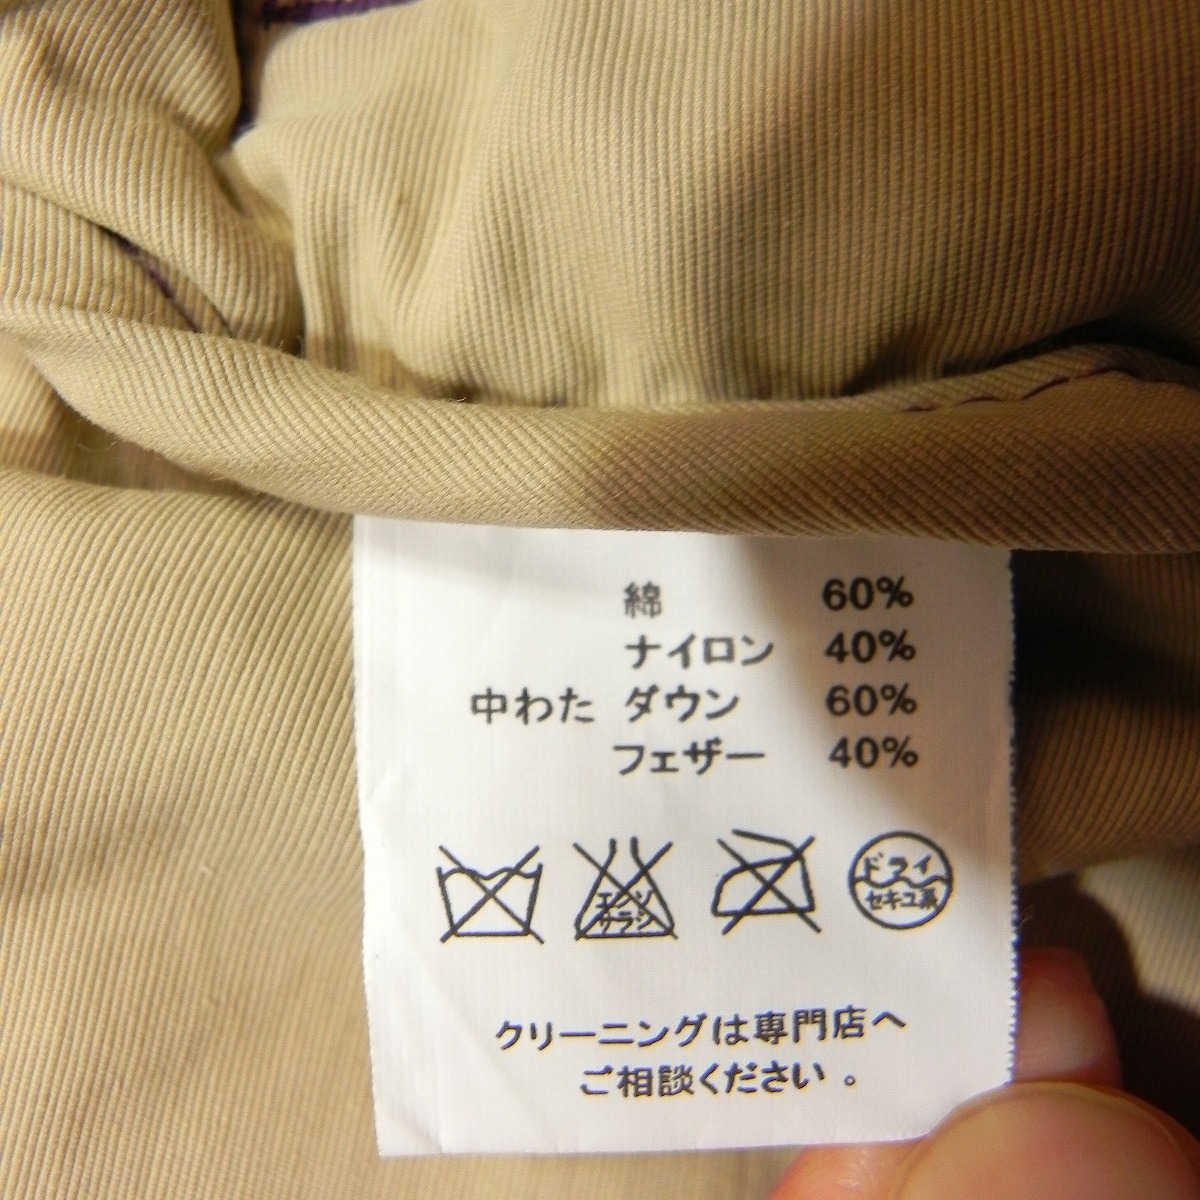 綿 60%
ナイロン 40%
中わた ダウン 60%
フェザー 40%
エンソ
サラシ
ドライ
セキユ系
クリーニングは専門店へ
ご相談ください。